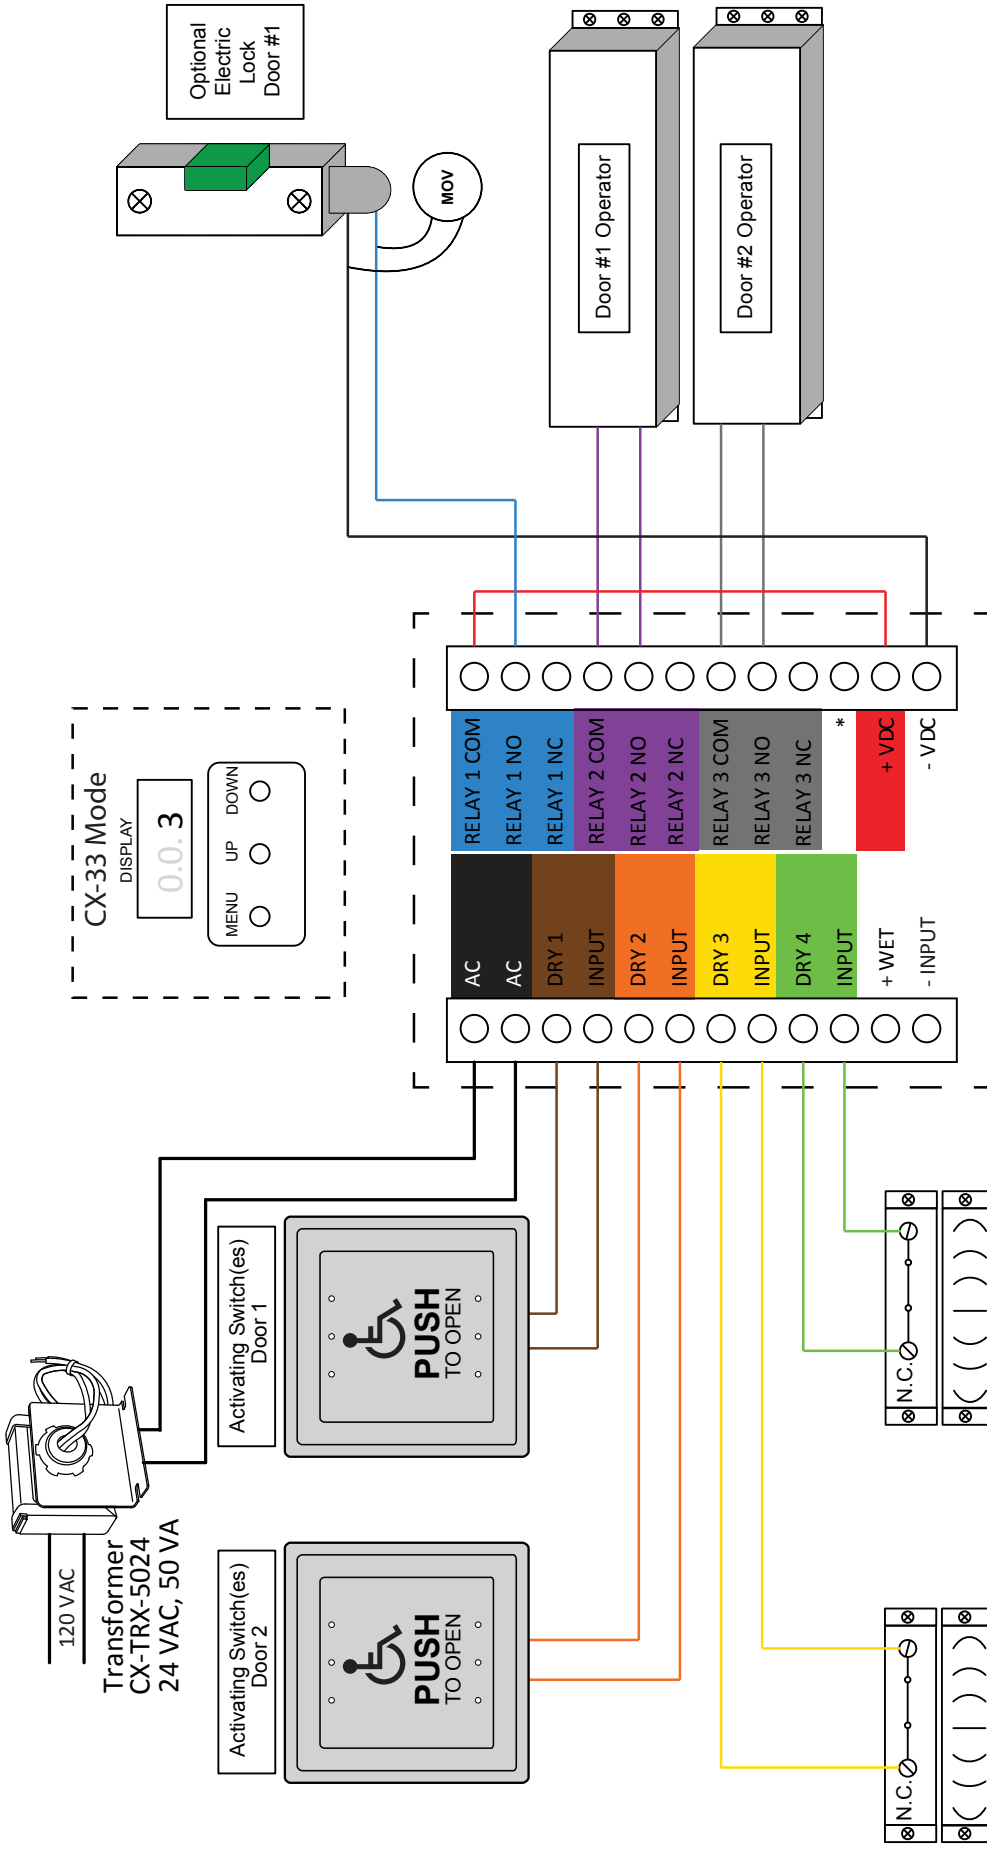 120 VAC
Transformer
CX-TRX-5024
24 VAC, 50 VA
Activating Switch(es)
Door 2
PUSH
TO OPEN
Activating Switch(es)
Door 1
PUSH
TO OPEN
CX-33 Mode
DISPLAY
0.0. 3
MENU UP DOWN
Optional
Electric
Lock
Door #1
MOV
AC
AC
DRY 1
INPUT
DRY 2
INPUT
DRY 3
INPUT
DRY 4
INPUT
+ WET
- INPUT
RELAY 1 COM
RELAY 1 NO
RELAY 1 NC
RELAY 2 COM
RELAY 2 NO
RELAY 2 NC
RELAY 3 COM
RELAY 3 NO
RELAY 3 NC
*
+ VDC
- VDC
Door #1 Operator
Door #2 Operator
N.C.
N.C.